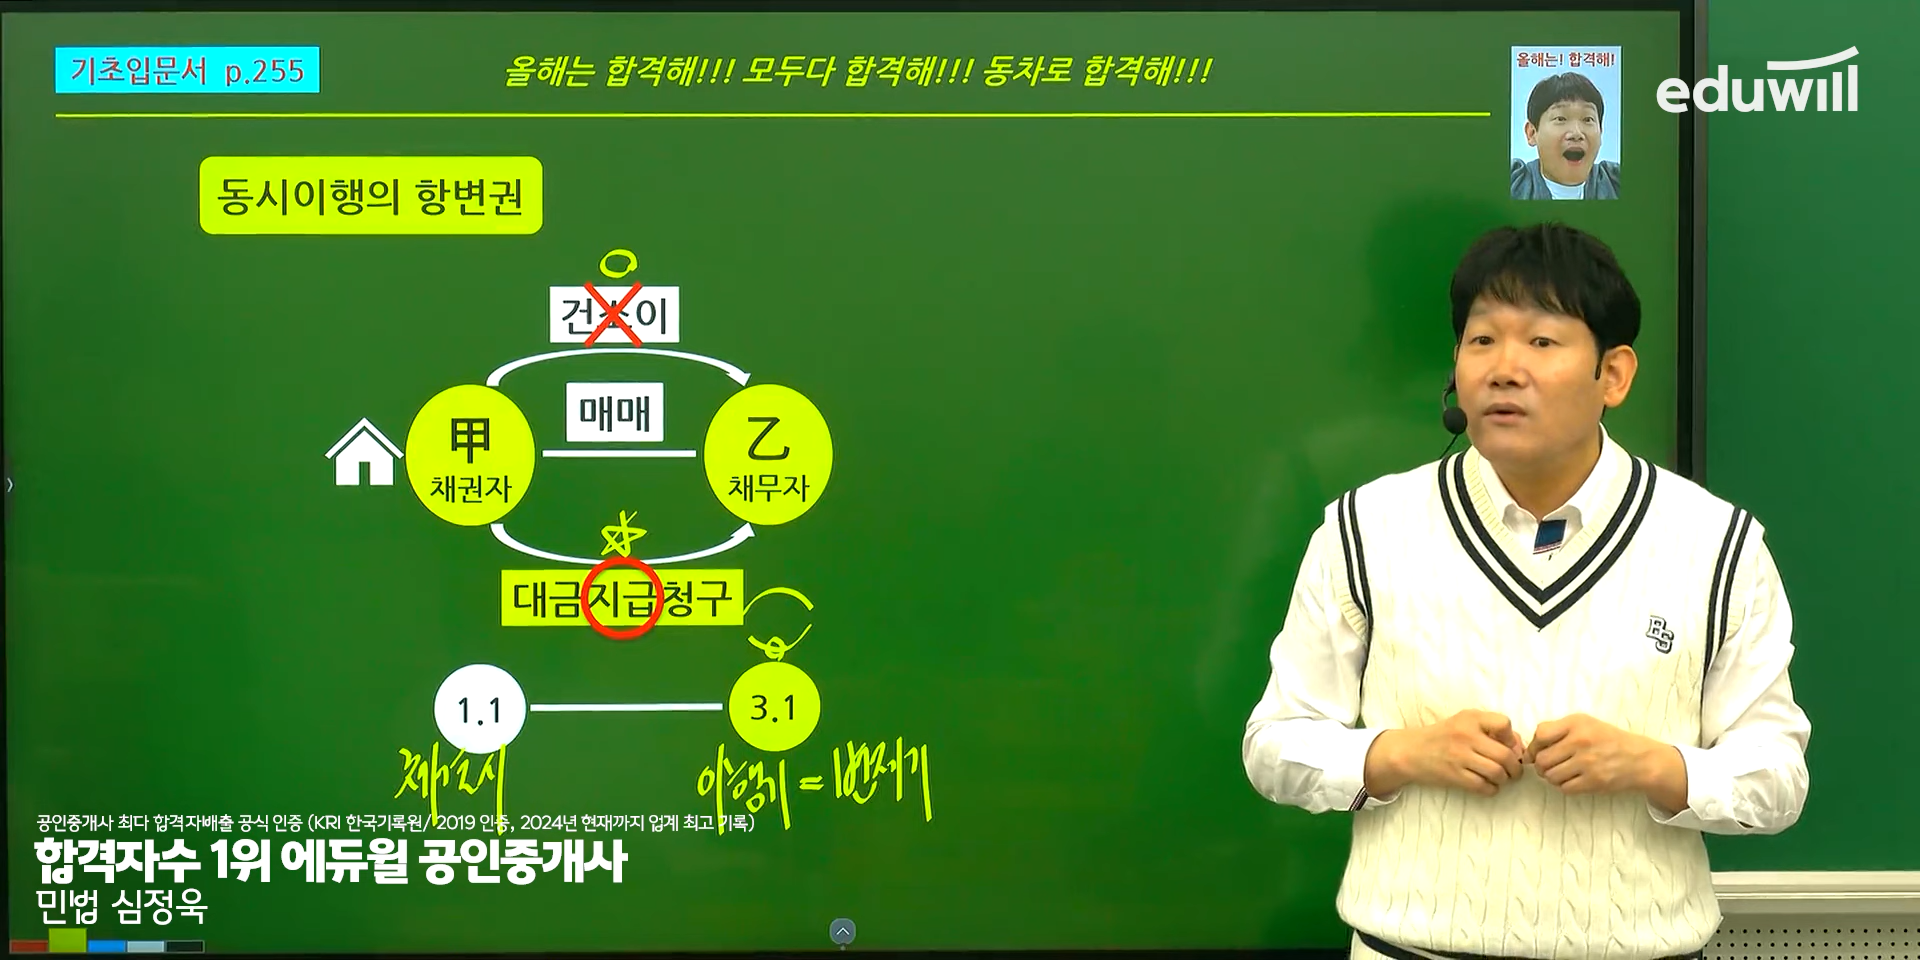 기초입문서 p.255
올해는 합격해!!! 모두다 합격해!!! 동차로 합격해!!!
올해는! 합격해!
eduwill
동시이행의 항변권
건소이
매매
甲
채권자
乙
채무자
대금지급청구
1.1
3.1
이행기 = 변제기
공인중개사 최다 합격자배출 공식 인증 (KRI 한국기록원/ 2019 인증, 2024년 현재까지 업계 최고 기록)
합격자수 1위 에듀윌 공인중개사
민법 심정욱